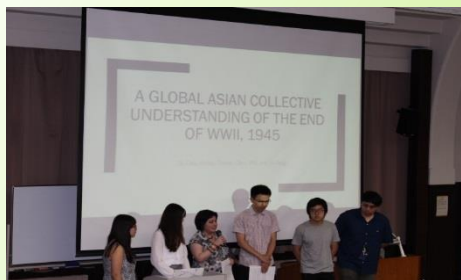 A GLOBAL ASIAN COLLECTIVE
UNDERSTANDING OF THE END
OF WWII, 1945